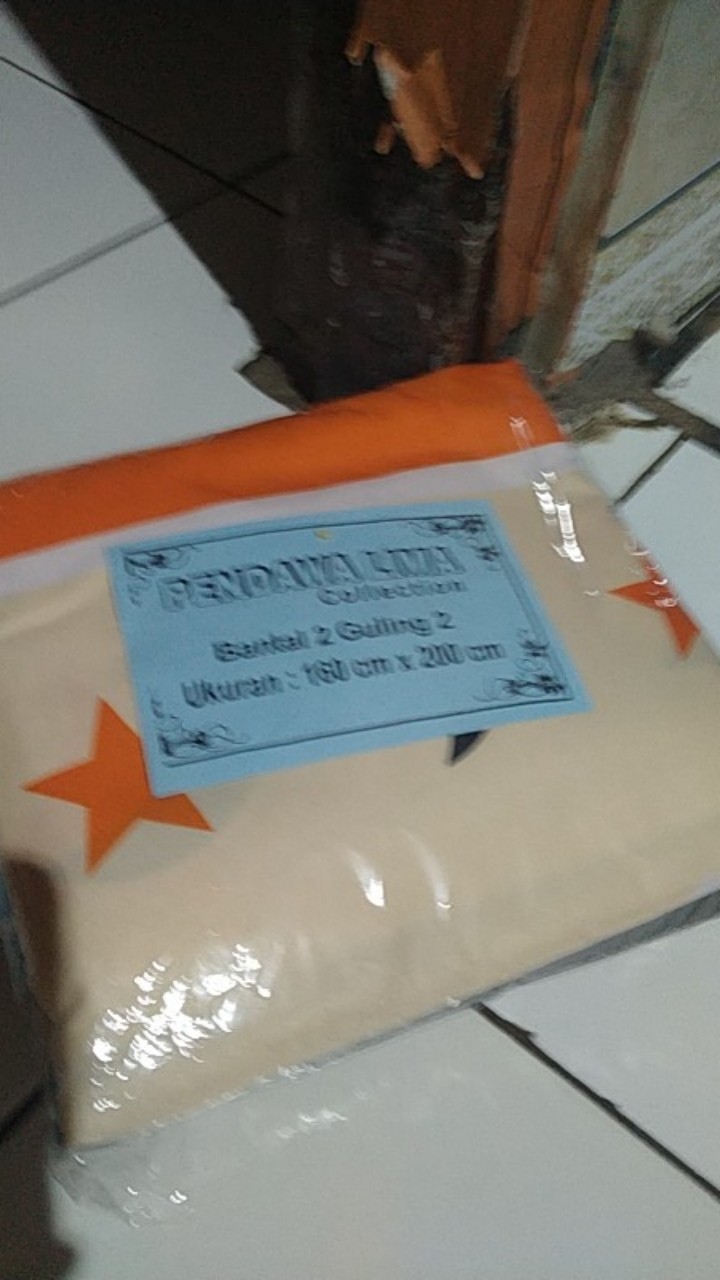 PENDAWA LIMA
Collection
Bantal 2 Guling 2
Ukuran : 160 cm x 200 cm